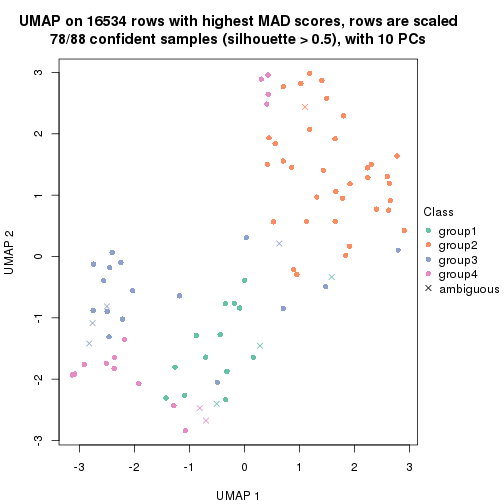 UMAP on 16534 rows with highest MAD scores, rows are scaled
78/88 confident samples (silhouette > 0.5), with 10 PCs
3
2
1
0
-1
-2
-3
UMAP 2
-3 -2 -1 0 1 2 3
UMAP 1
Class
group1
group2
group3
group4
ambiguous